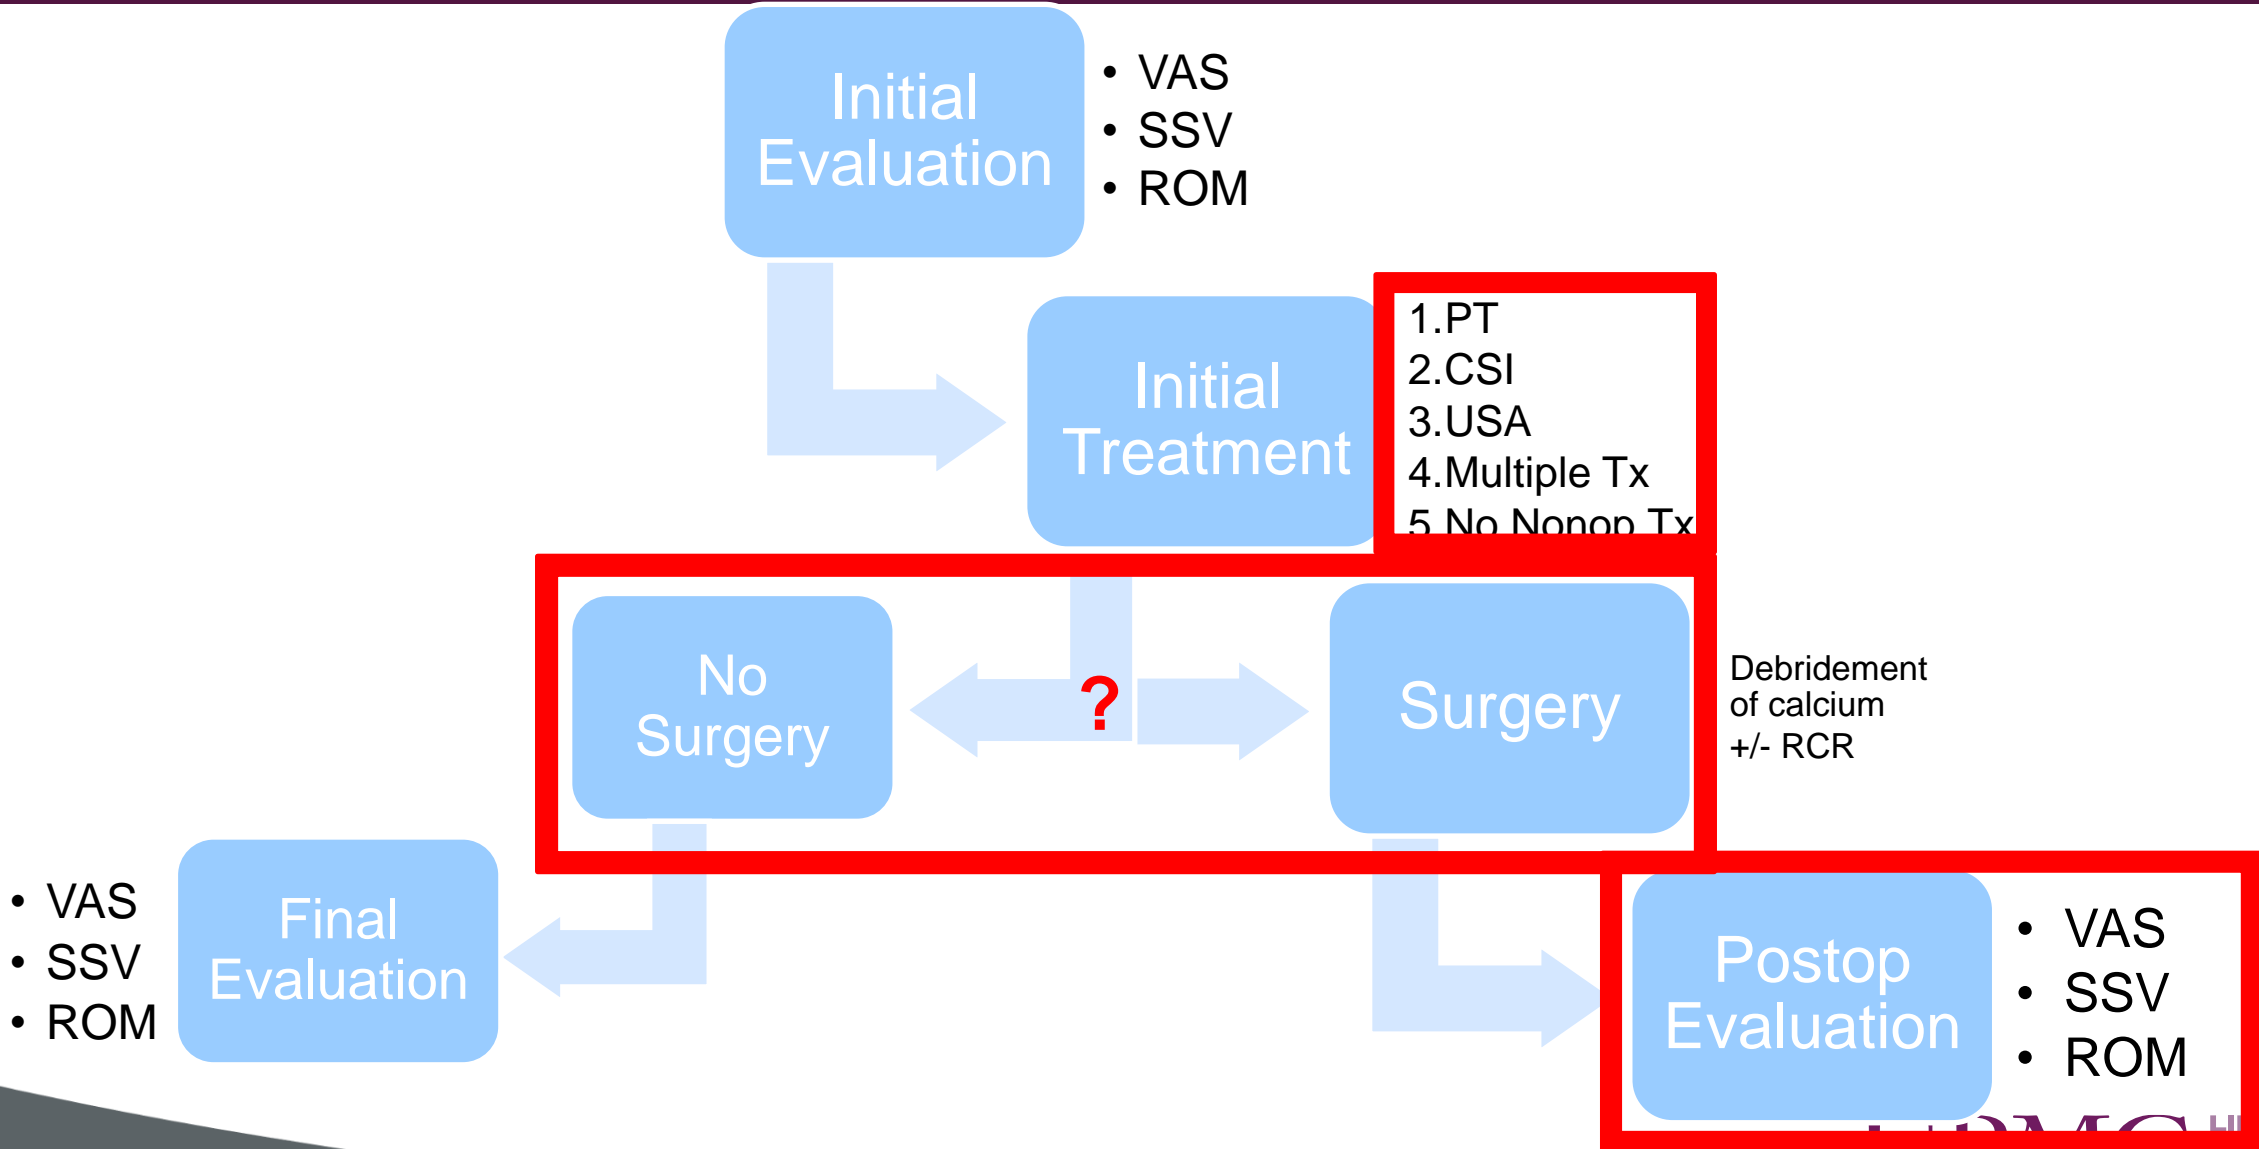 Initial
Evaluation
• VAS
• SSV
• ROM
Initial
Treatment
1.PT
2.CSI
3.USA
4.Multiple Tx
5.No Nonop Tx
No
Surgery
?
Surgery
Debridement
of calcium
+/- RCR
• VAS
• SSV
• ROM
Final
Evaluation
Postop
Evaluation
• VAS
• SSV
• ROM